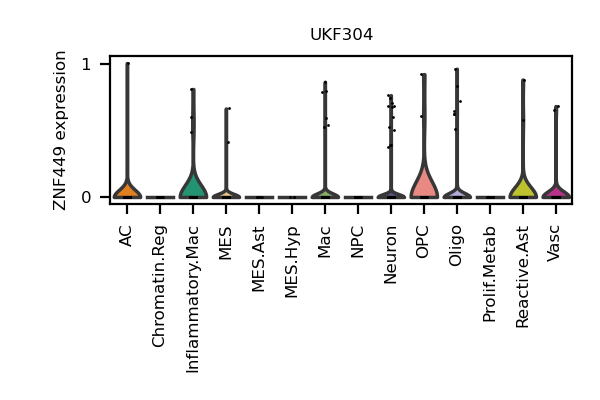 UKF304
ZNF449 expression
1
0
AC
Chromatin.Reg
Inflammatory.Mac
MES
MES.Ast
MES.Hyp
Mac
NPC
Neuron
OPC
Oligo
Prolif.Metab
Reactive.Ast
Vasc